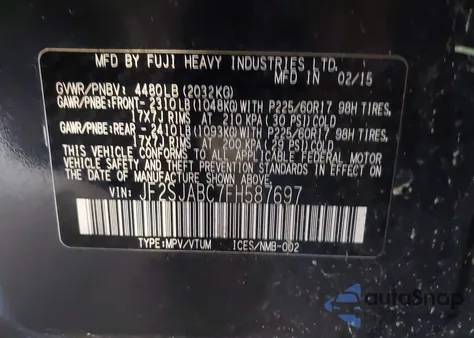 MFD BY FUJI HEAVY INDUSTRIES LTD.
MFD IN 02/15
GVWR/PNBV: 4480LB(2032KG)
GAWR/PNBE:FRONT- 2310LB(1048KG)WITH P225/60R17 98H TIRES,
17X7J RIMS AT 210 KPA (30 PSI) COLD
GAWR-PNBE:REAR - 2410LB(1093KG)WITH P225/60R17 98H TIRES,
17X7J RIMS AT 200 KPA (29 PSI) COLD
THIS VEHICLE CONFORMS TO ALL APPLICABLE FEDERAL MOTOR
VEHICLE SAFETY AND THEFT PREVENTION STANDARDS IN EFFECT
ON THE DATE OF MANUFACTURE SHOWN ABOVE.
VIN: JF2SJABC7FH587697
TYPE:MPV/VTUM ICES/NMB-002
autoSnap